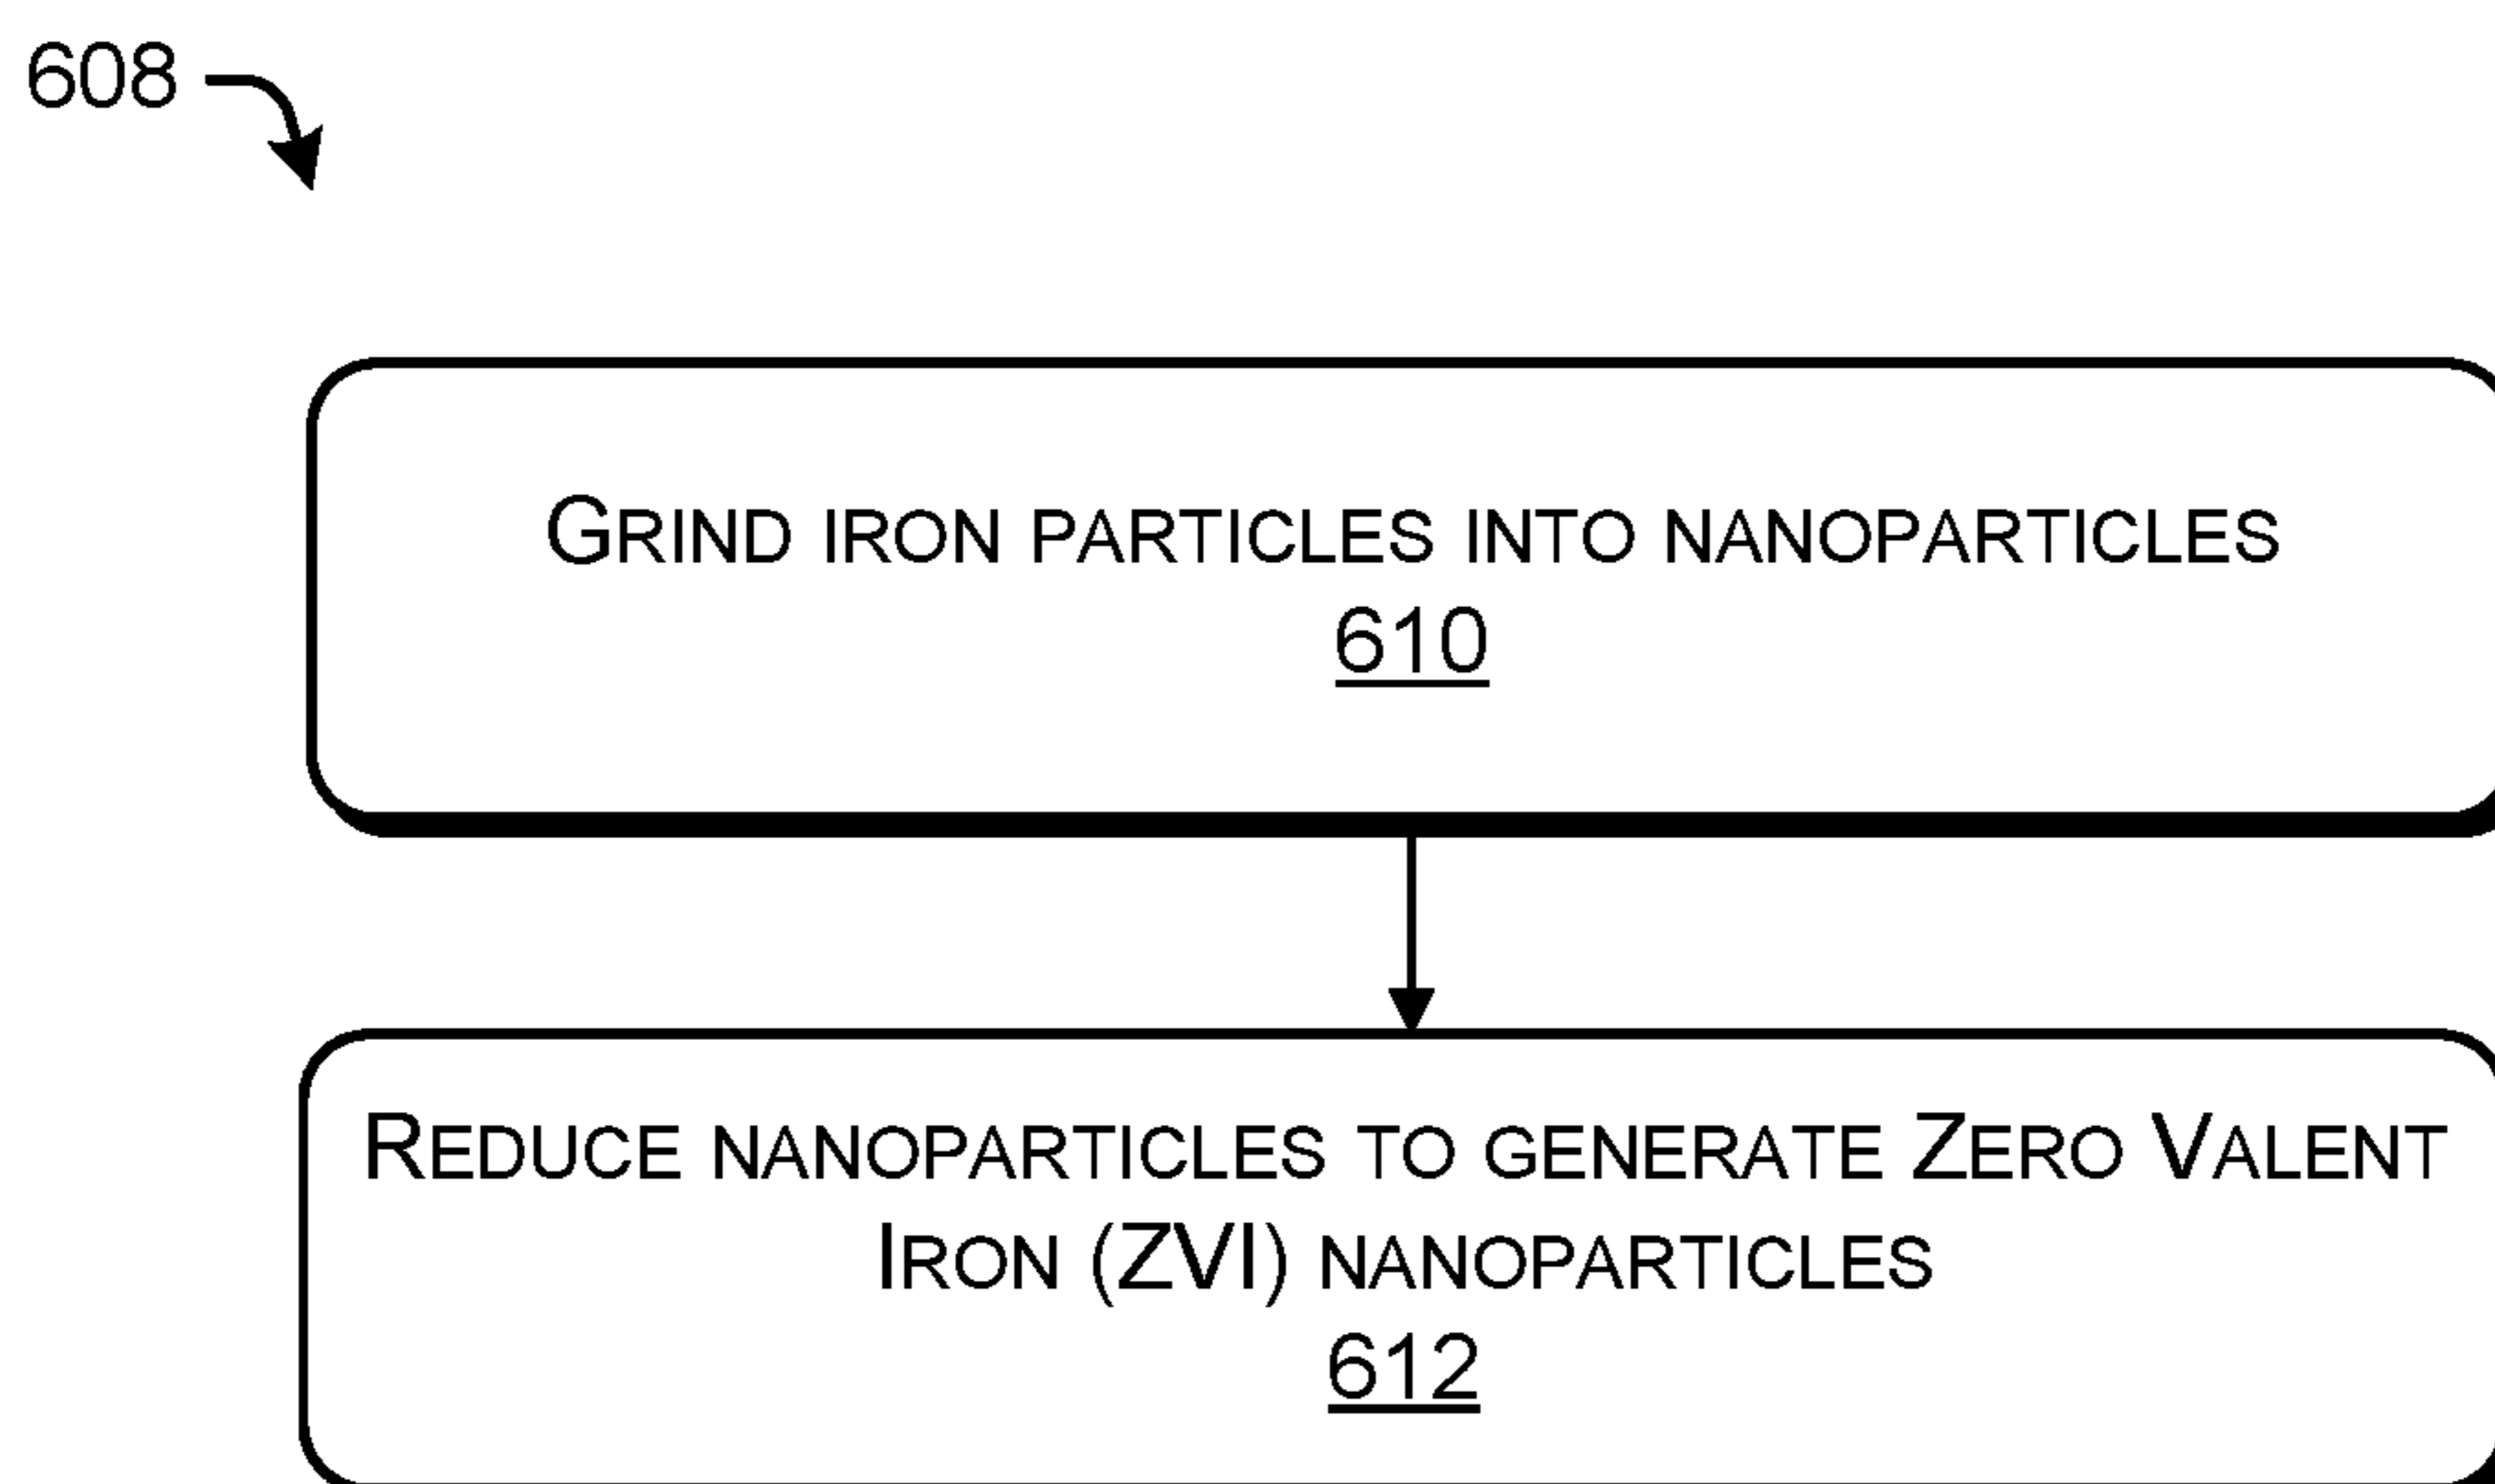 608
GRIND IRON PARTICLES INTO NANOPARTICLES
610
REDUCE NANOPARTICLES TO GENERATE ZERO VALENT
IRON (ZVI) NANOPARTICLES
612